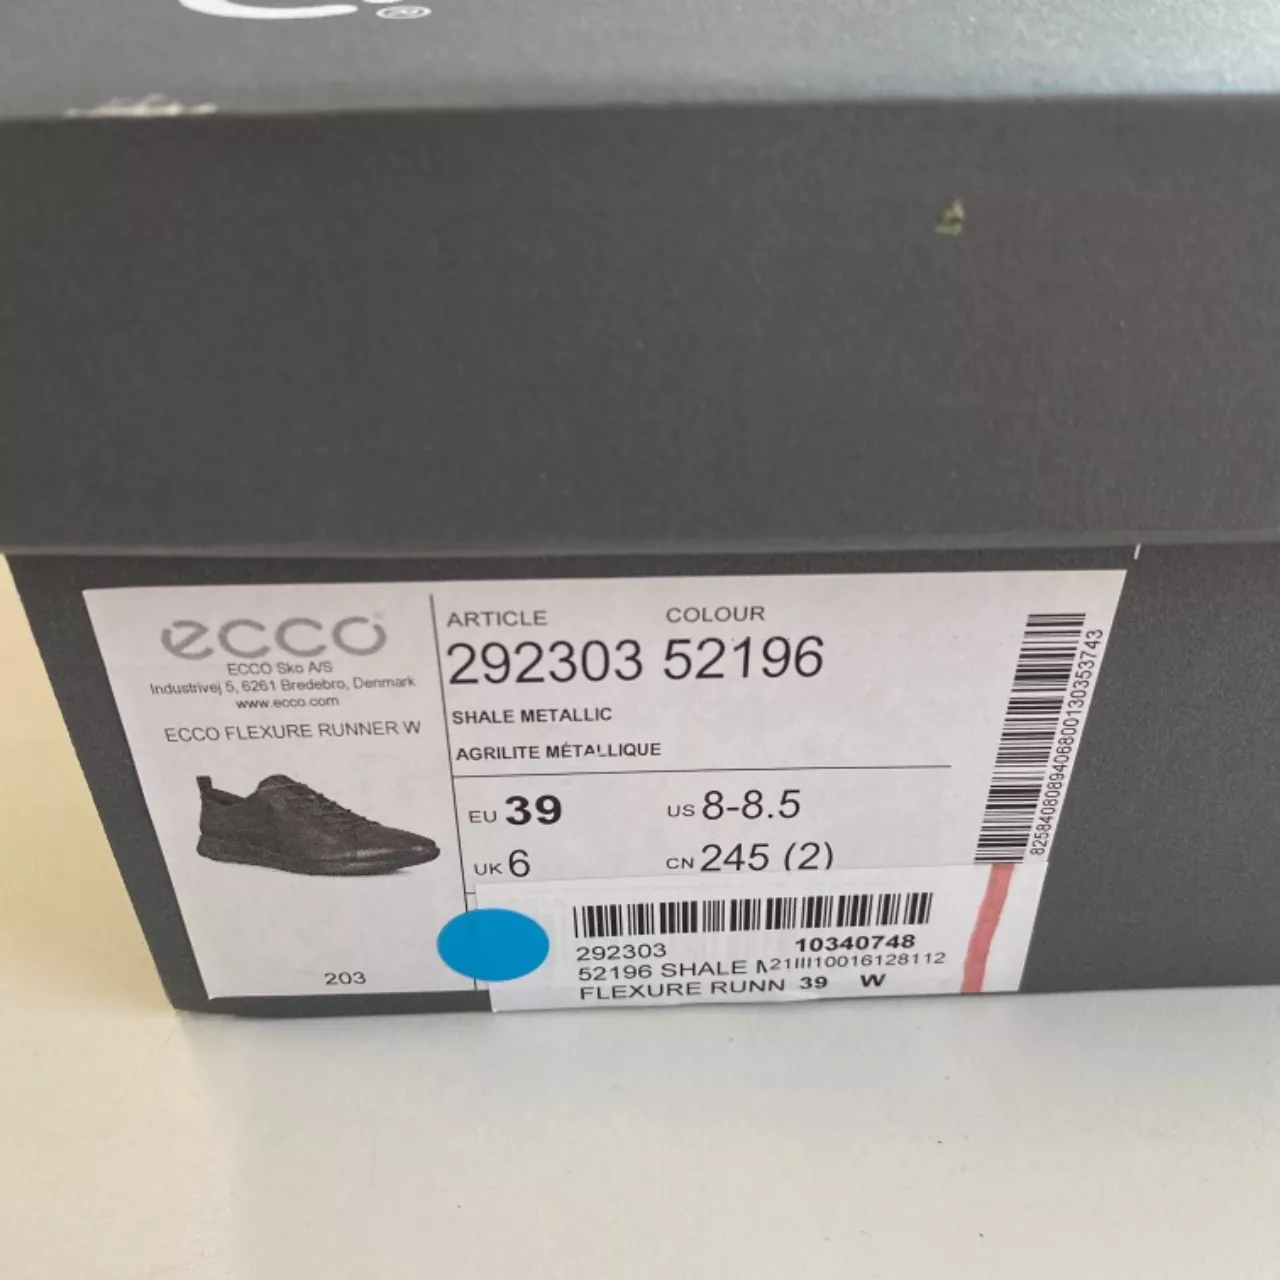 ecco
ECCO Sko A/S
Industrivej 5, 6261 Bredebro, Denmark
www.ecco.com
ECCO FLEXURE RUNNER W
203
ARTICLE COLOUR
292303 52196
SHALE METALLIC
AGRILITE MÉTALLIQUE
EU 39 US 8-8.5
UK 6 CN 245 (2)
292303 10340748
52196 SHALE 21III10016128112
FLEXURE RUNN 39 W
8258408089406800130353743